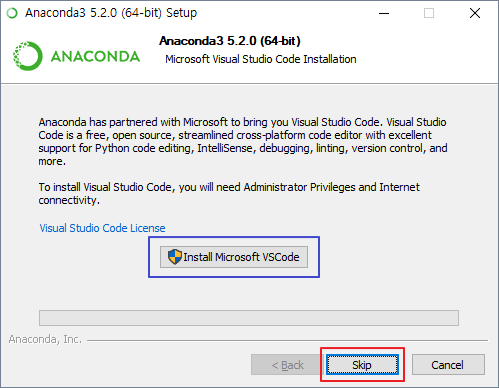 Anaconda3 5.2.0 (64-bit) Setup
Anaconda3 5.2.0 (64-bit)
Microsoft Visual Studio Code Installation
ANACONDA
Anaconda has partnered with Microsoft to bring you Visual Studio Code. Visual Studio
Code is a free, open source, streamlined cross-platform code editor with excellent
support for Python code editing, IntelliSense, debugging, linting, version control, and
more.
To install Visual Studio Code, you will need Administrator Privileges and Internet
connectivity.
Visual Studio Code License
Install Microsoft VSCode
Anaconda, Inc.
< Back
Skip
Cancel